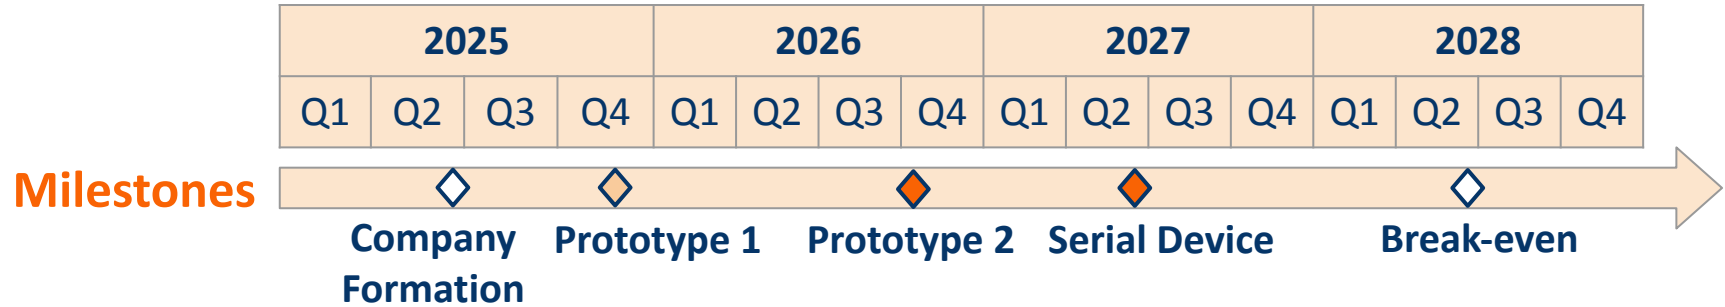 2025 2026 2027 2028
Q1 Q2 Q3 Q4 Q1 Q2 Q3 Q4 Q1 Q2 Q3 Q4 Q1 Q2 Q3 Q4
Milestones
Company Prototype 1 Prototype 2 Serial Device Break-even
Formation